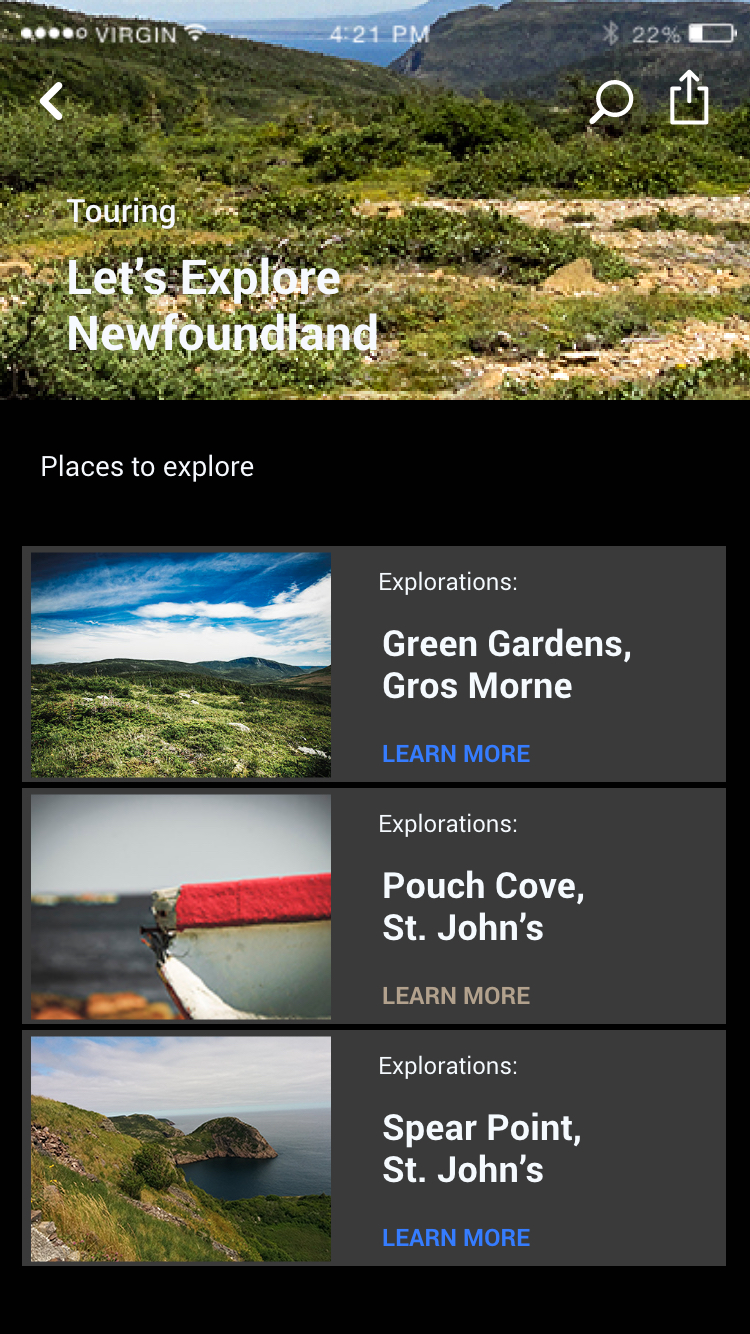 VIRGIN 4:21 PM 22%
Touring
Let's Explore
Newfoundland
Places to explore
Explorations:
Green Gardens,
Gros Morne
LEARN MORE
Explorations:
Pouch Cove,
St. John's
LEARN MORE
Explorations:
Spear Point,
St. John's
LEARN MORE